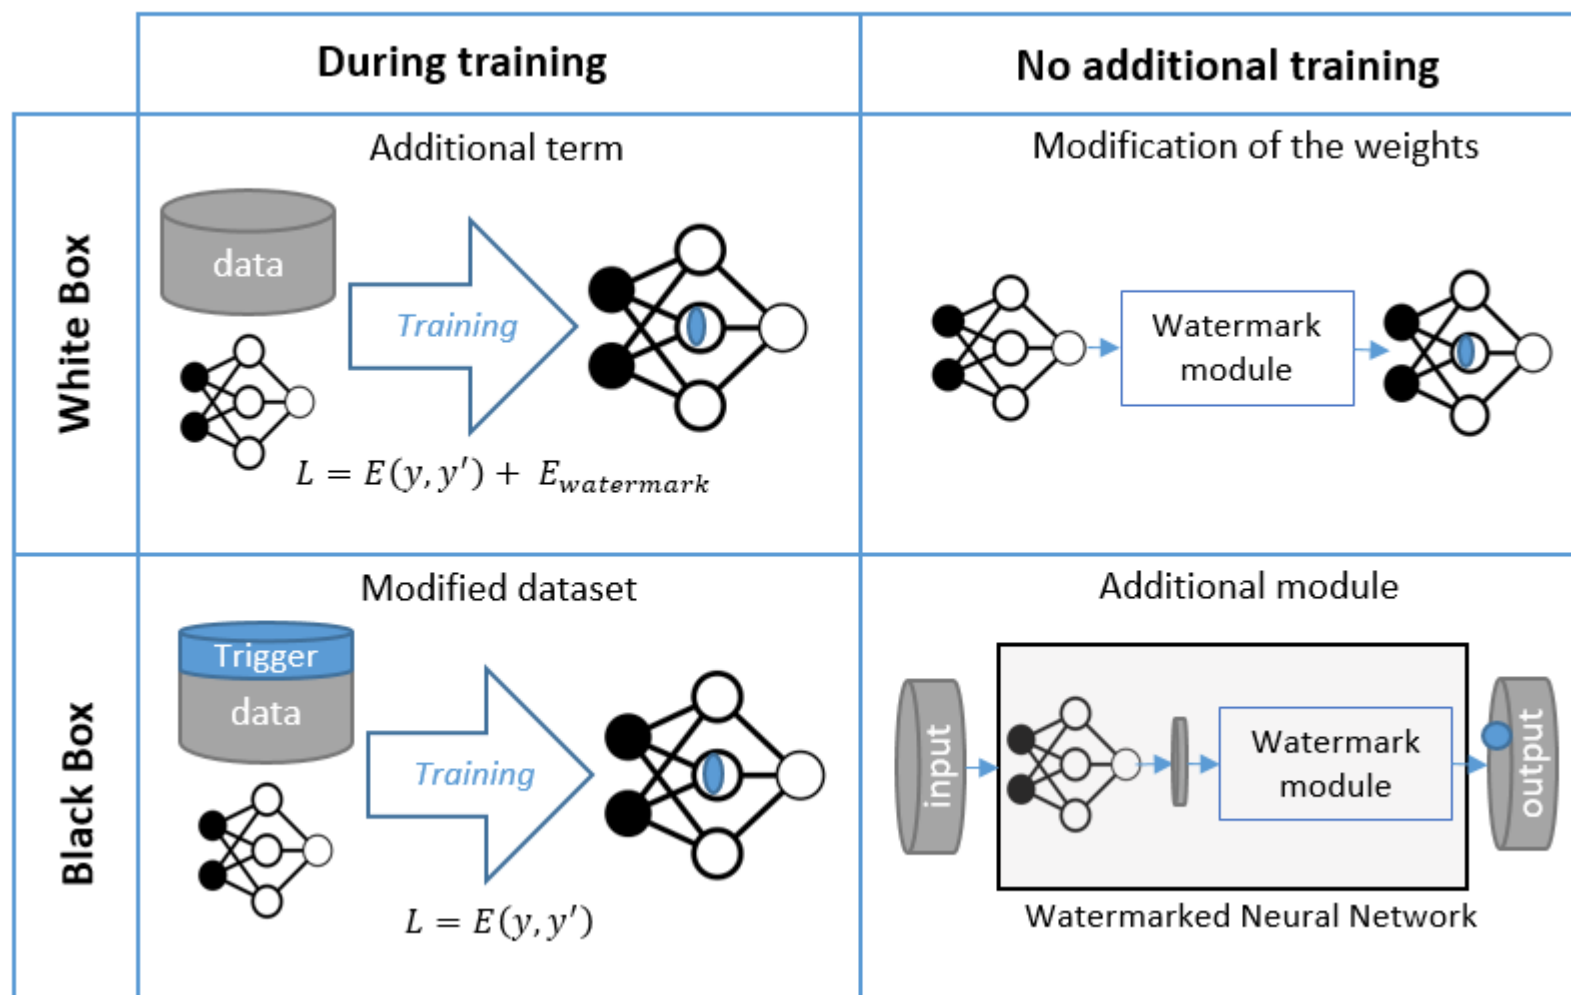 During training
No additional training
White Box
Additional term
data
Training
L = E(y, y′) + E_watermark
Modification of the weights
Watermark
module
Black Box
Modified dataset
Trigger
data
Training
L = E(y, y′)
Additional module
input
Watermark
module
output
Watermarked Neural Network